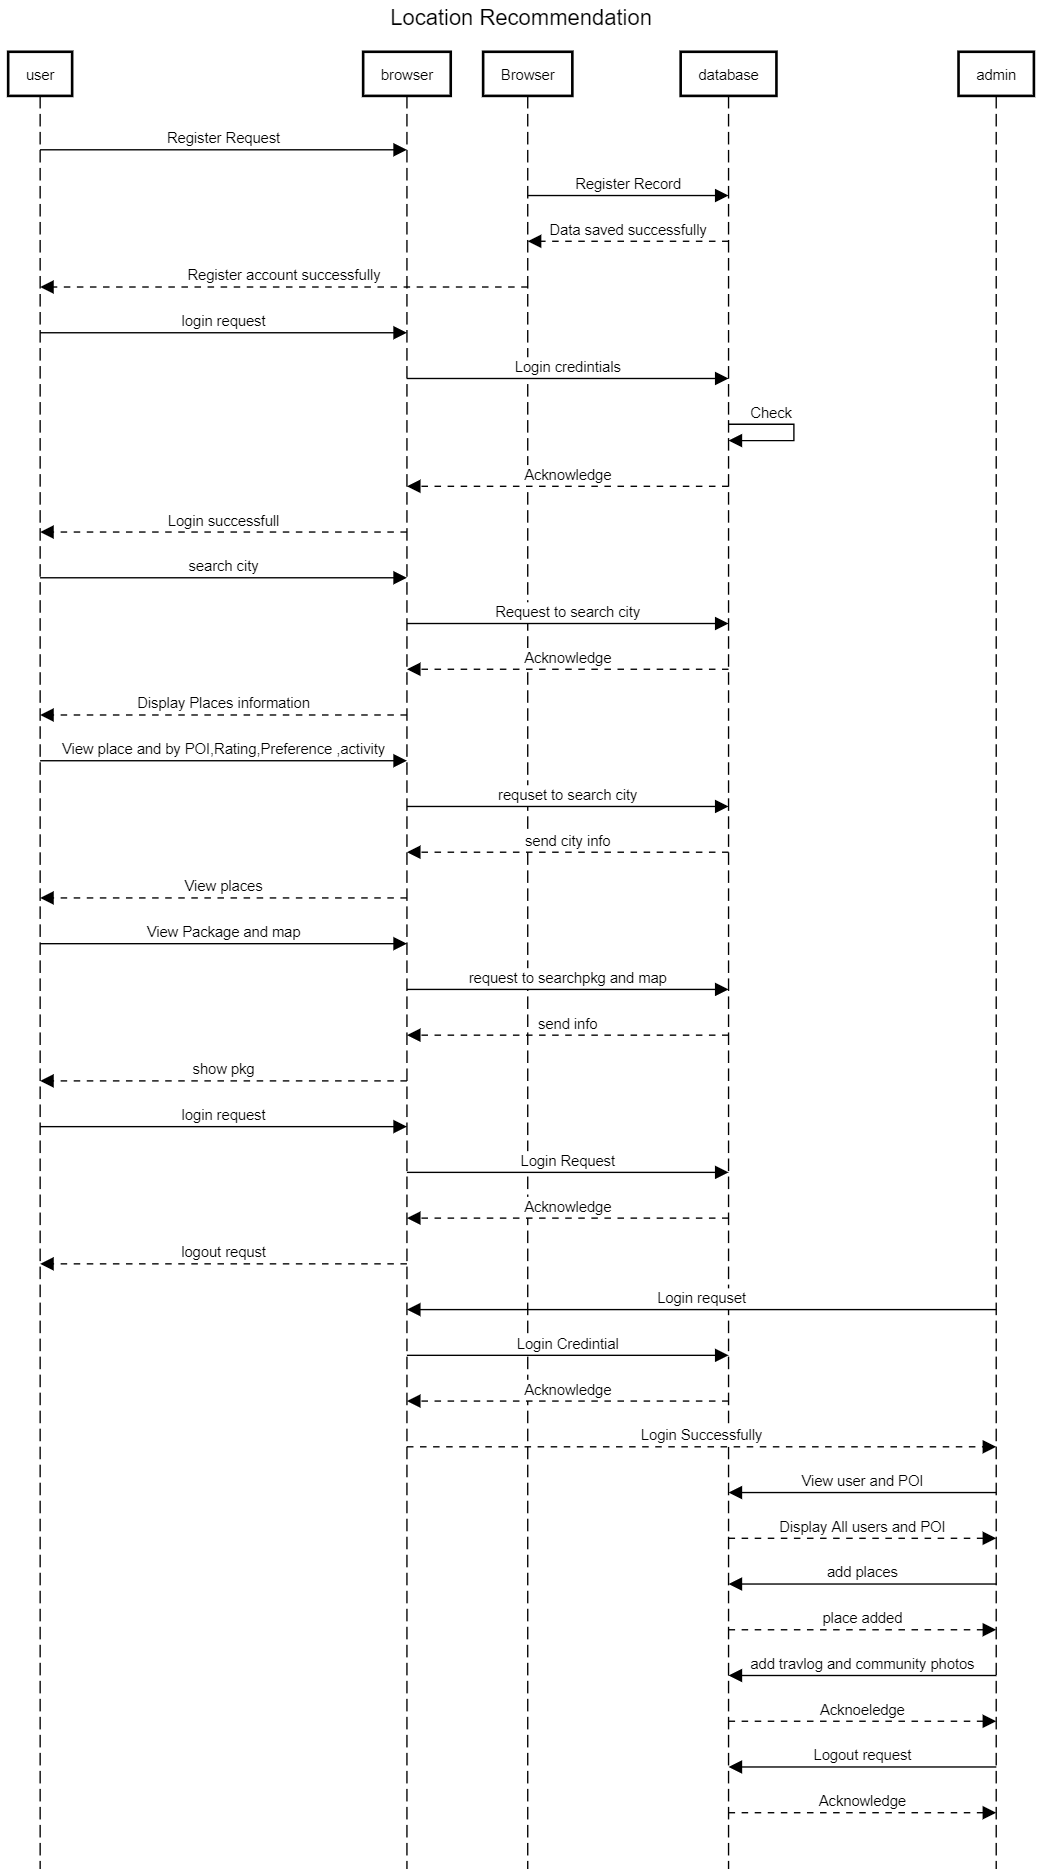 Location Recommendation
user
browser
Browser
database
admin
Register Request
Register Record
Data saved successfully
Register account successfully
login request
Login credintials
Check
Acknowledge
Login successfull
search city
Request to search city
Acknowledge
Display Places information
View place and by POI,Rating,Preference ,activity
requset to search city
send city info
View places
View Package and map
request to searchpkg and map
send info
show pkg
login request
Login Request
Acknowledge
logout requst
Login requset
Login Credintial
Acknowledge
Login Successfully
View user and POI
Display All users and POI
add places
place added
add travlog and community photos
Acknoeledge
Logout request
Acknowledge